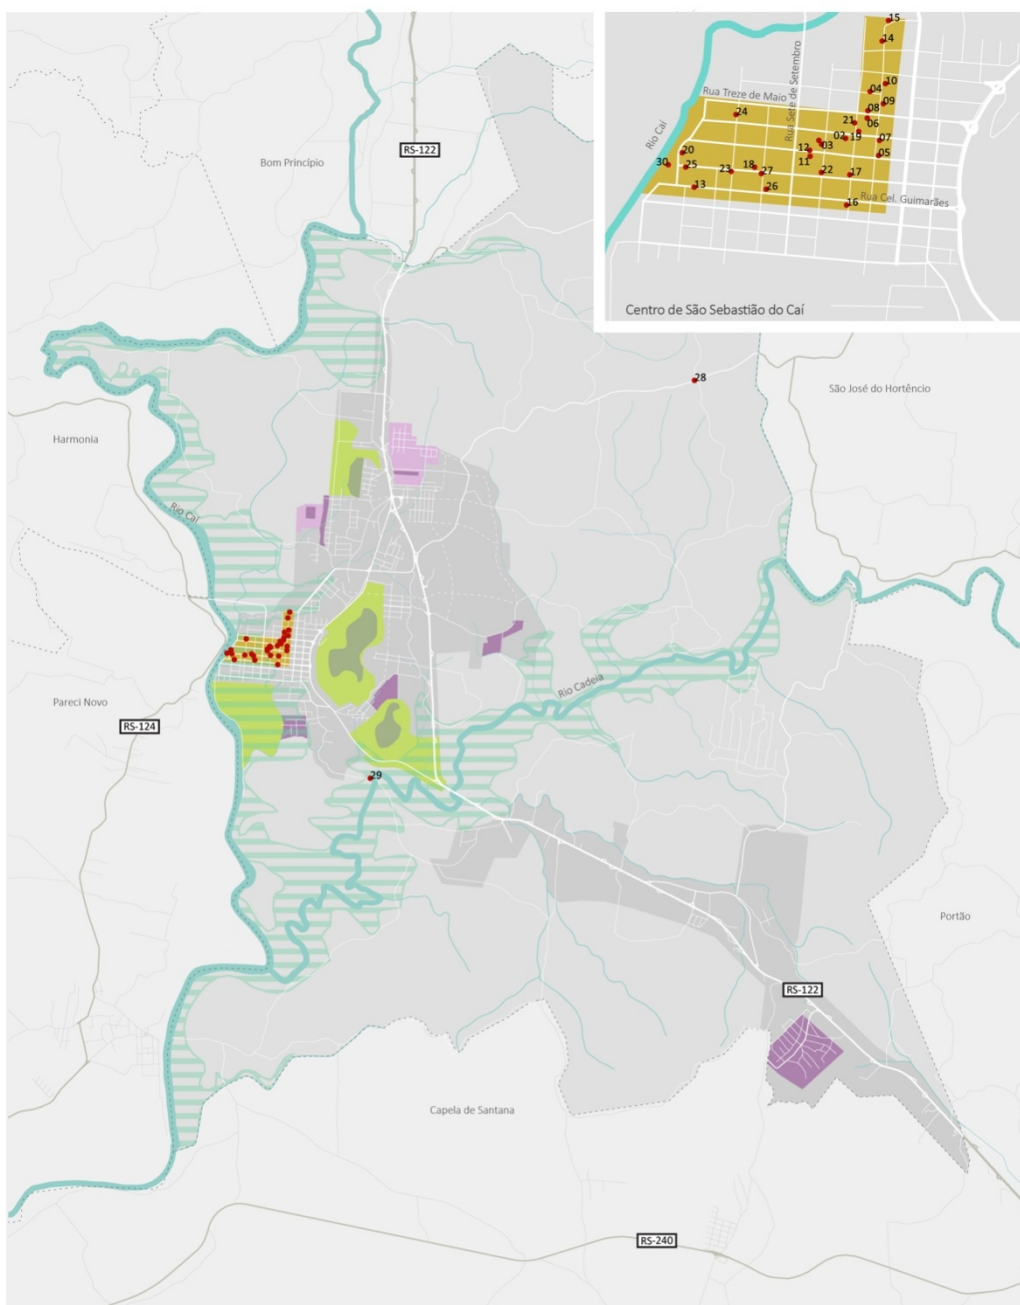 15
14
10
04
09
Rua Treze de Maio
Rua Sete de Setembro
24
08
06
21
02
19
07
Rio Caí
03
12
11
05
20
30
25
18
23
27
22
17
13
26
Rua Cel. Guimarães
16
Centro de São Sebastião do Caí
RS-122
Bom Princípio
28
São José do Hortêncio
Harmonia
Rio Caí
Rio Cadeia
Pareci Novo
RS-124
29
Portão
RS-122
Capela de Santana
RS-240